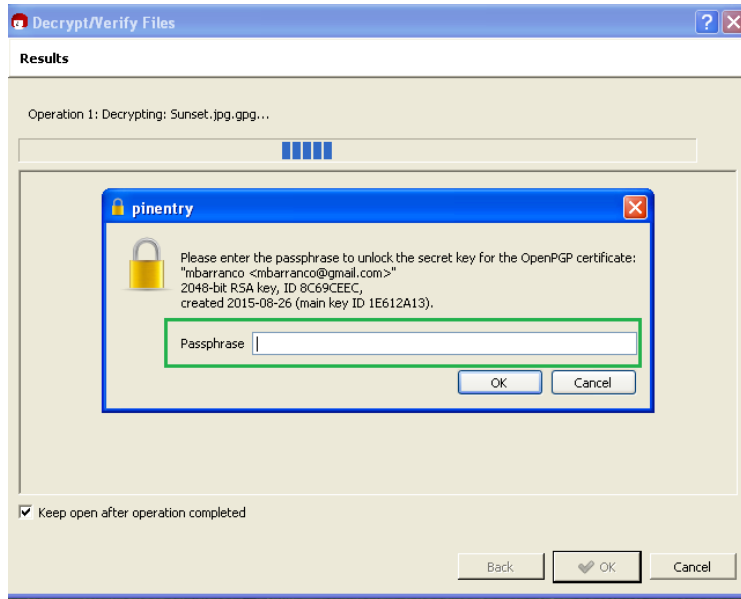 Decrypt/Verify Files
Results
Operation 1: Decrypting: Sunset.jpg.gpg...
pinentry
Please enter the passphrase to unlock the secret key for the OpenPGP certificate:
"mbarranco <mbarranco@gmail.com>"
2048-bit RSA key, ID 8C69CEEC,
created 2015-08-26 (main key ID 1E612A13).
Passphrase
OK Cancel
Keep open after operation completed
Back OK Cancel